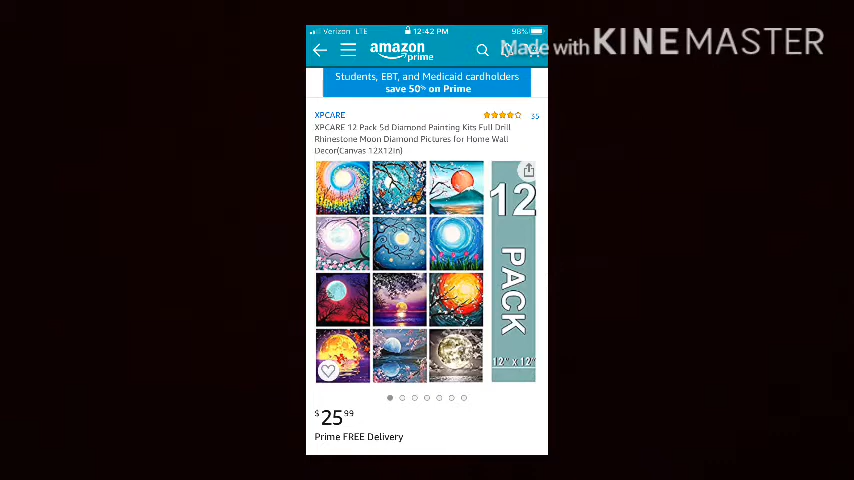 Verizon LTE
12:42 PM
98%
amazon
prime
Made with KINEMASTER
Students, EBT, and Medicaid cardholders
save 50% on Prime
XPCARE
35
XPCARE 12 Pack 5d Diamond Painting Kits Full Drill
Rhinestone Moon Diamond Pictures for Home Wall
Decor(Canvas 12X12In)
12
PACK
12" x 12"
$25 99
Prime FREE Delivery